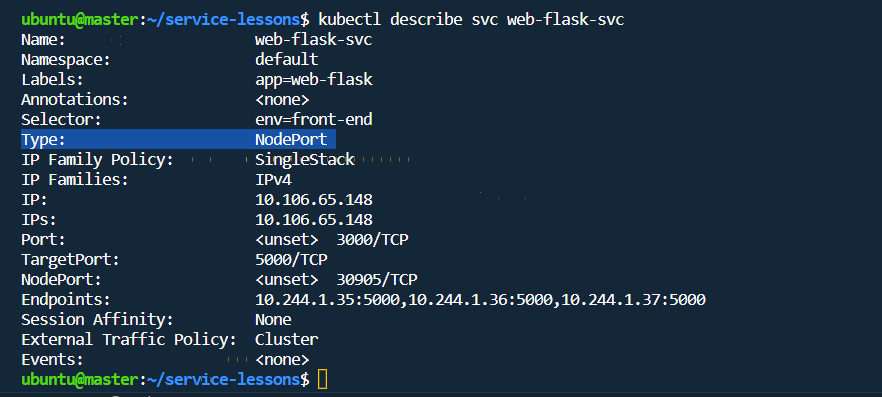 ubuntu@master:~/service-lessons$ kubectl describe svc web-flask-svc
Name:                     web-flask-svc
Namespace:                default
Labels:                   app=web-flask
Annotations:              <none>
Selector:                 env=front-end
Type:                     NodePort
IP Family Policy:         SingleStack
IP Families:              IPv4
IP:                       10.106.65.148
IPs:                      10.106.65.148
Port:                     <unset>  3000/TCP
TargetPort:               5000/TCP
NodePort:                 <unset>  30905/TCP
Endpoints:                10.244.1.35:5000,10.244.1.36:5000,10.244.1.37:5000
Session Affinity:         None
External Traffic Policy:  Cluster
Events:                   <none>
ubuntu@master:~/service-lessons$